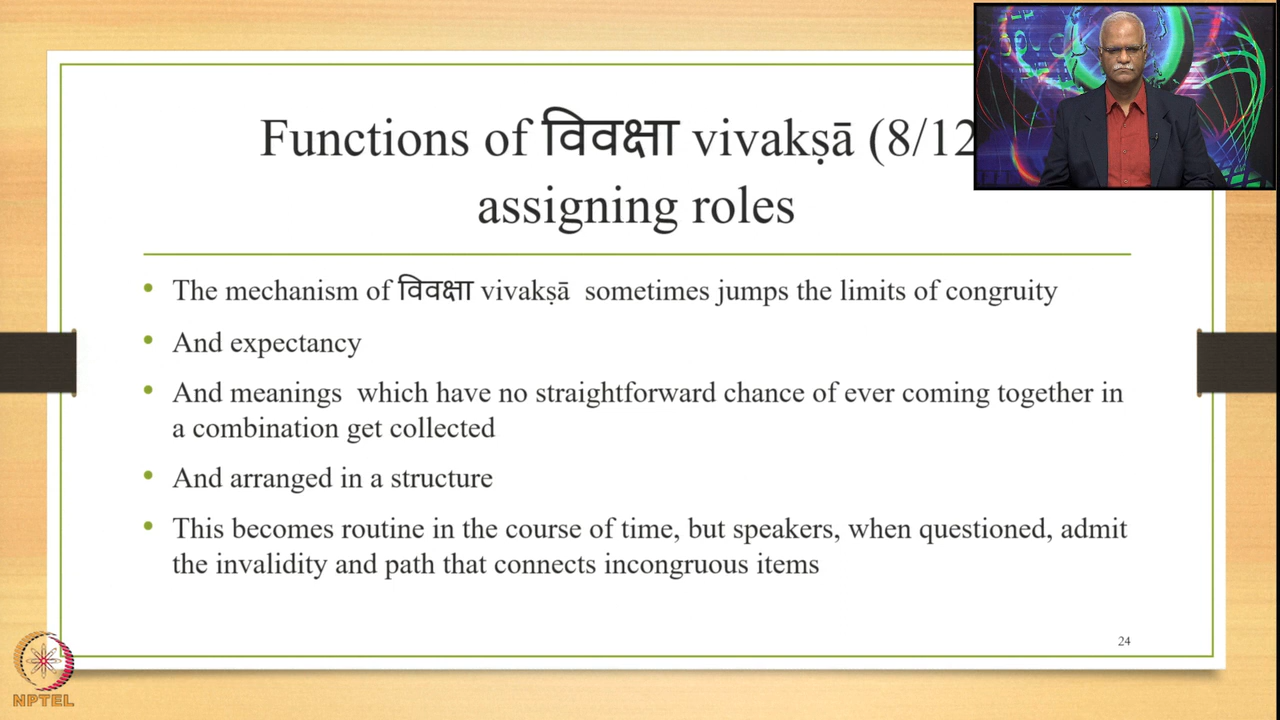 Functions of विवक्षा vivakṣā (8/12
assigning roles
• The mechanism of विवक्षा vivakṣā sometimes jumps the limits of congruity
• And expectancy
• And meanings which have no straightforward chance of ever coming together in
a combination get collected
• And arranged in a structure
• This becomes routine in the course of time, but speakers, when questioned, admit
the invalidity and path that connects incongruous items
24
NPTEL